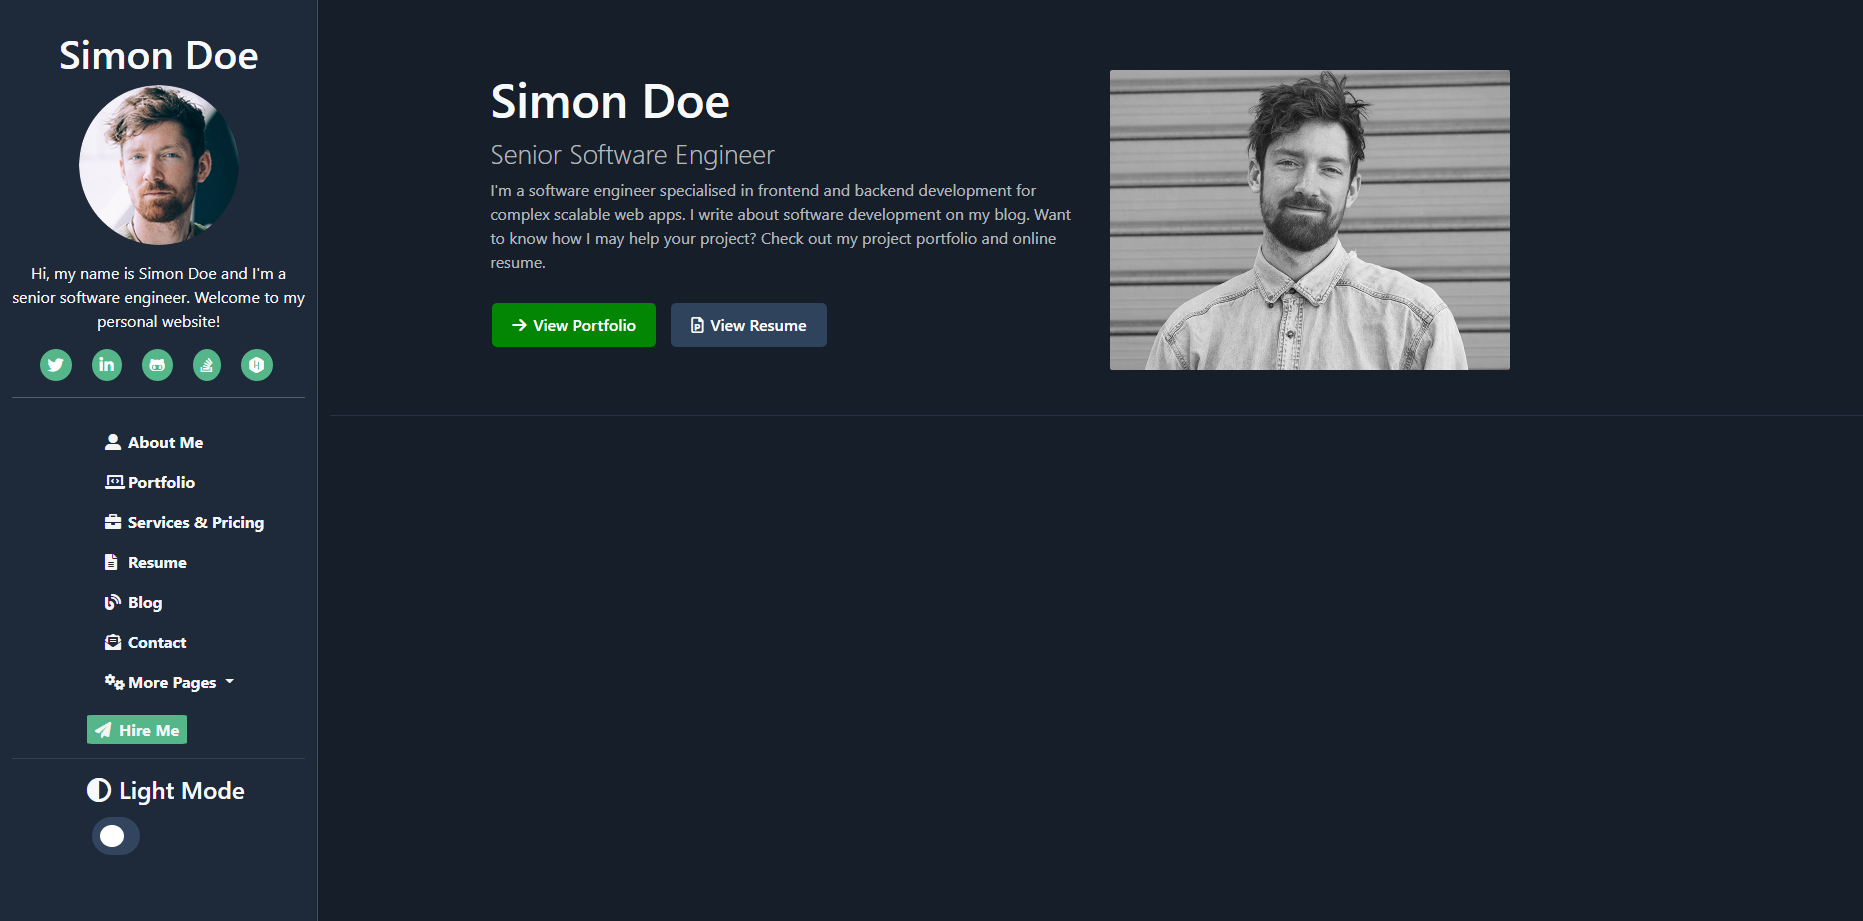 Simon Doe
Hi, my name is Simon Doe and I'm a
senior software engineer. Welcome to my
personal website!
About Me
Portfolio
Services & Pricing
Resume
Blog
Contact
More Pages
Hire Me
Light Mode
Simon Doe
Senior Software Engineer
I'm a software engineer specialised in frontend and backend development for
complex scalable web apps. I write about software development on my blog. Want
to know how I may help your project? Check out my project portfolio and online
resume.
View Portfolio
View Resume